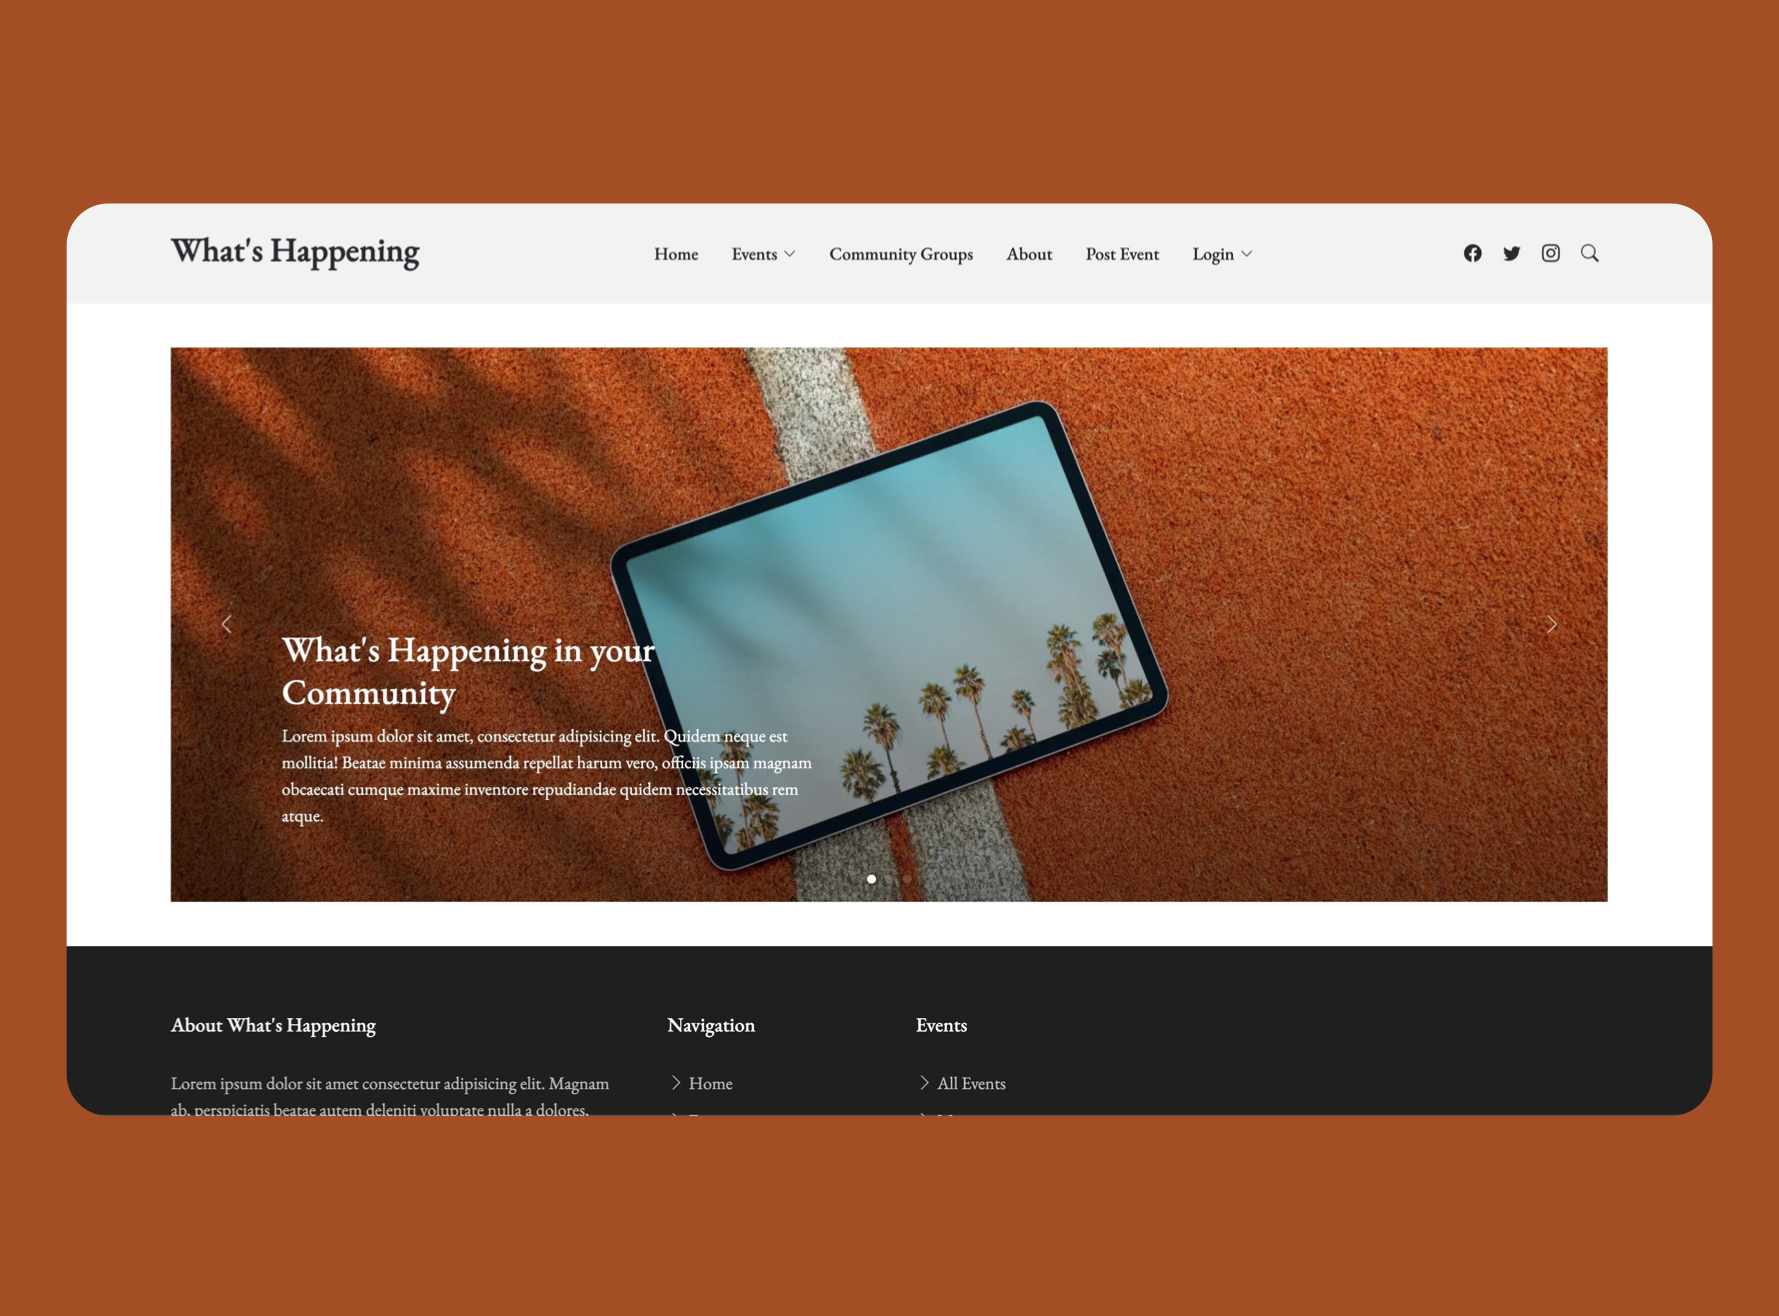 What's Happening
Home Events Community Groups About Post Event Login
What's Happening in your
Community
Lorem ipsum dolor sit amet, consectetur adipisicing elit. Quidem neque est
mollitia! Beatae minima assumenda repellat harum vero, officiis ipsam magnam
obcaecati cumque maxime inventore repudiandae quidem necessitatibus rem
atque.
About What's Happening Navigation Events
Lorem ipsum dolor sit amet consectetur adipisicing elit. Magnam Home All Events
ab, perspiciatis beatae autem deleniti voluptate nulla a dolores,